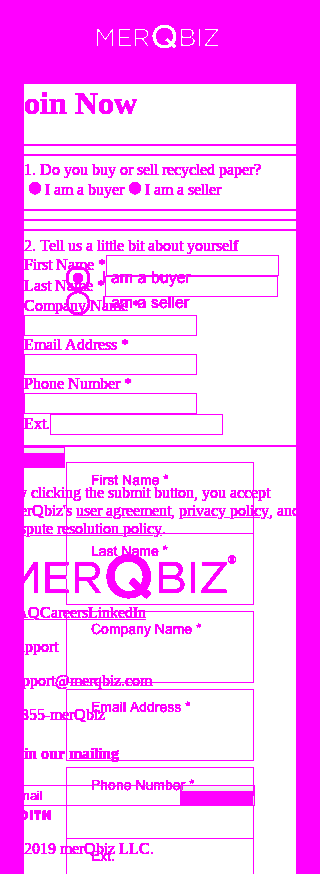 MERQBIZ
oin Now
1. Do you buy or sell recycled paper?
I am a buyer I am a seller
2. Tell us a little bit about yourself
First Name *
I am a buyer
Last Name *
I am a seller
Company Name *
Email Address *
Phone Number *
Ext.
First Name *
y clicking the submit button, you accept
erQbiz's user agreement, privacy policy, and
spute resolution policy.
Last Name *
MERQBIZ®
AQCareersLinkedIn
Company Name *
upport
upport@merqbiz.com
Email Address *
855-merQbiz
in our mailing
Phone Number *
mail
2019 merQbiz LLC.
Ext.